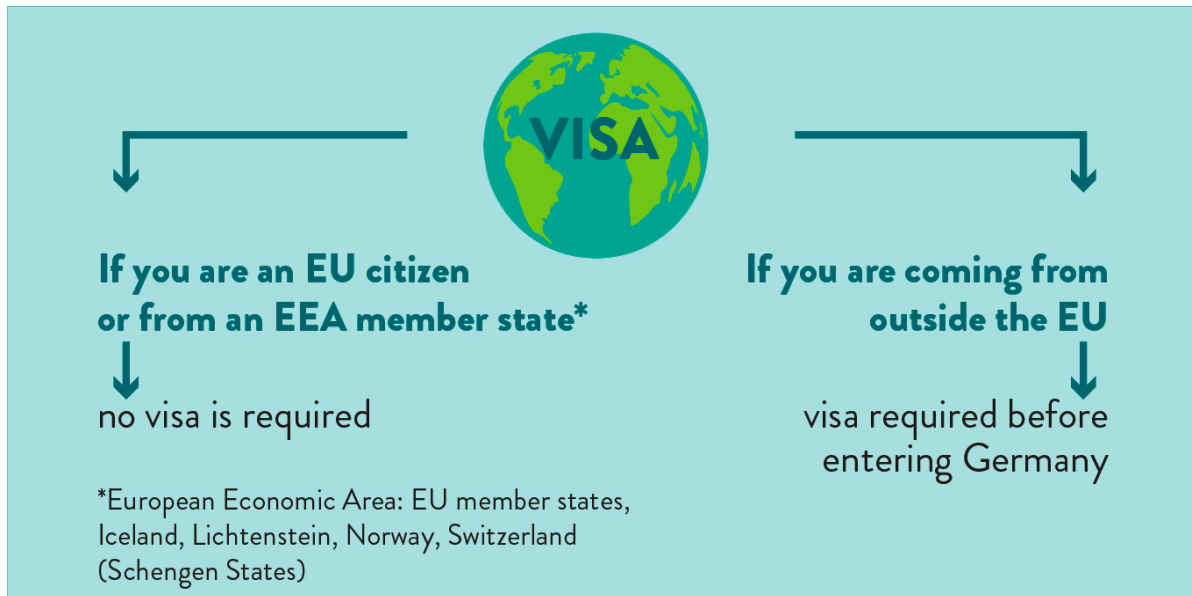 VISA
If you are an EU citizen
or from an EEA member state*
no visa is required
*European Economic Area: EU member states,
Iceland, Lichtenstein, Norway, Switzerland
(Schengen States)
If you are coming from
outside the EU
visa required before
entering Germany